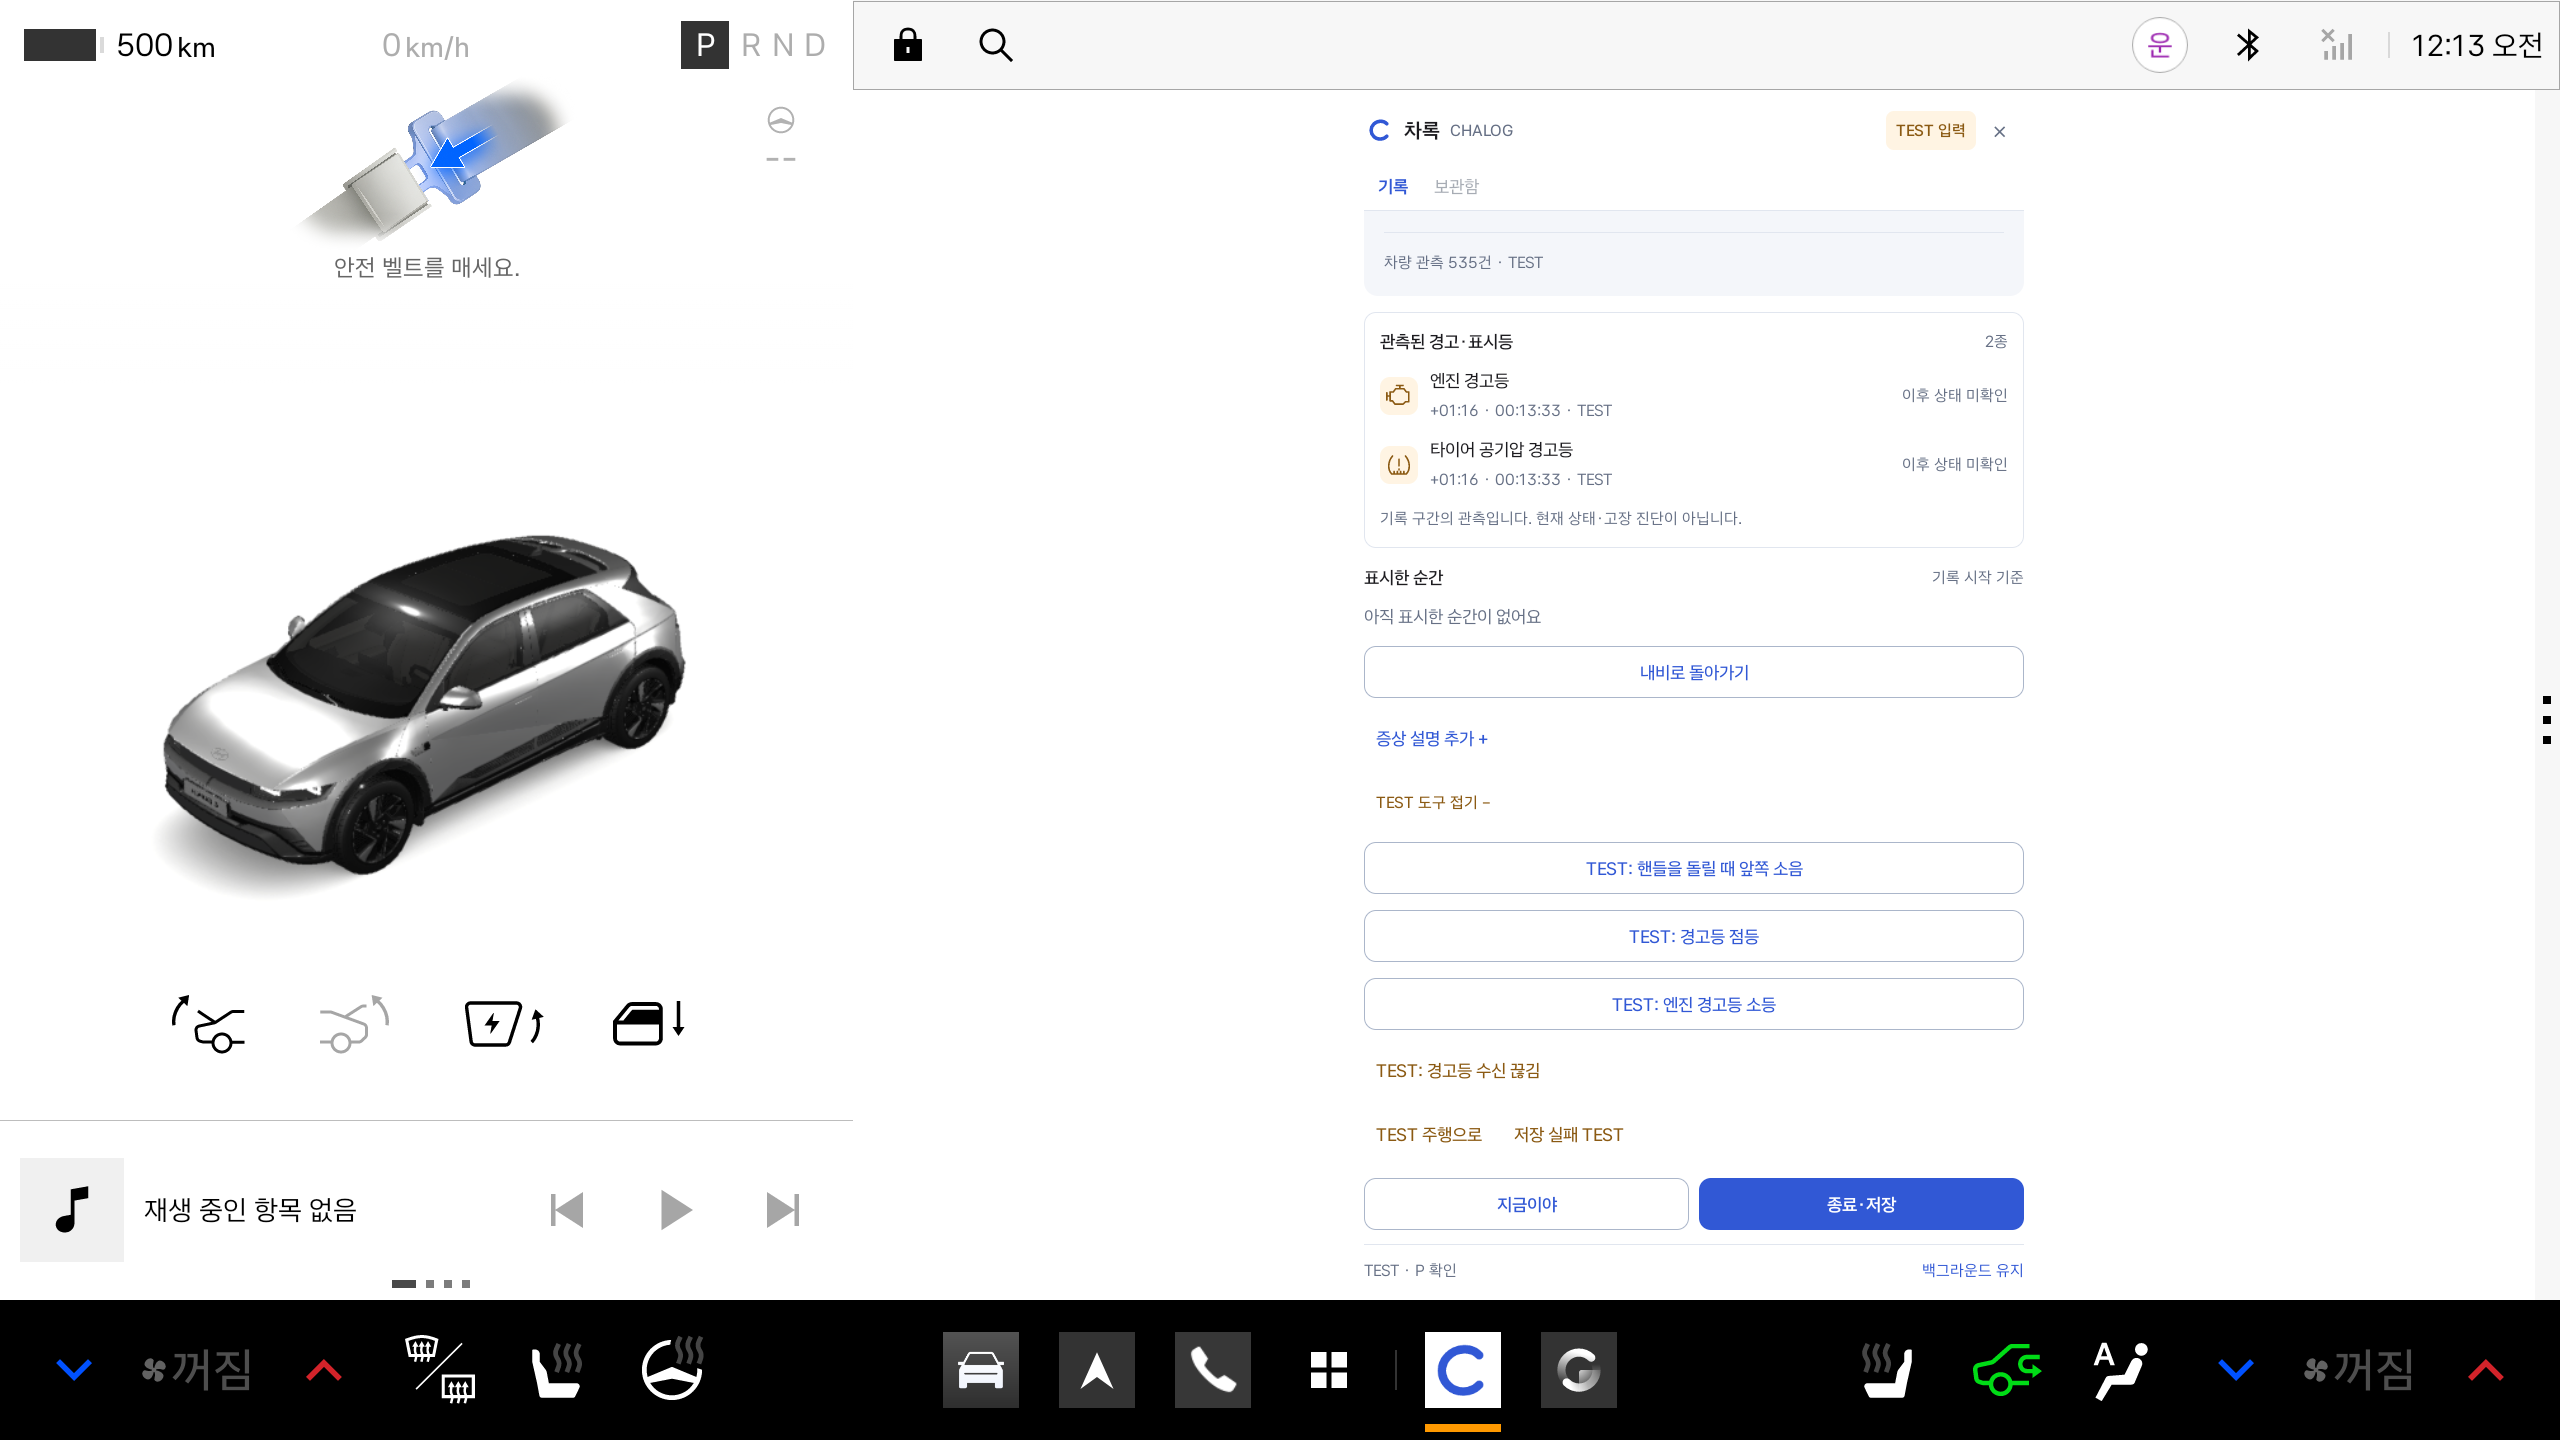 500 km
0 km/h
P R N D
운
12:13 오전
안전 벨트를 매세요.
차록 CHALOG
TEST 입력
×
기록 보관함
차량 관측 535건 · TEST
관측된 경고·표시등
2종
엔진 경고등
+01:16 · 00:13:33 · TEST
이후 상태 미확인
타이어 공기압 경고등
+01:16 · 00:13:33 · TEST
이후 상태 미확인
기록 구간의 관측입니다. 현재 상태·고장 진단이 아닙니다.
표시한 순간
기록 시작 기준
아직 표시한 순간이 없어요
내비로 돌아가기
증상 설명 추가 +
TEST 도구 접기 −
TEST: 핸들을 돌릴 때 앞쪽 소음
TEST: 경고등 점등
TEST: 엔진 경고등 소등
TEST: 경고등 수신 끊김
TEST 주행으로 저장 실패 TEST
지금이야
종료·저장
TEST · P 확인
백그라운드 유지
재생 중인 항목 없음
꺼짐
A
꺼짐